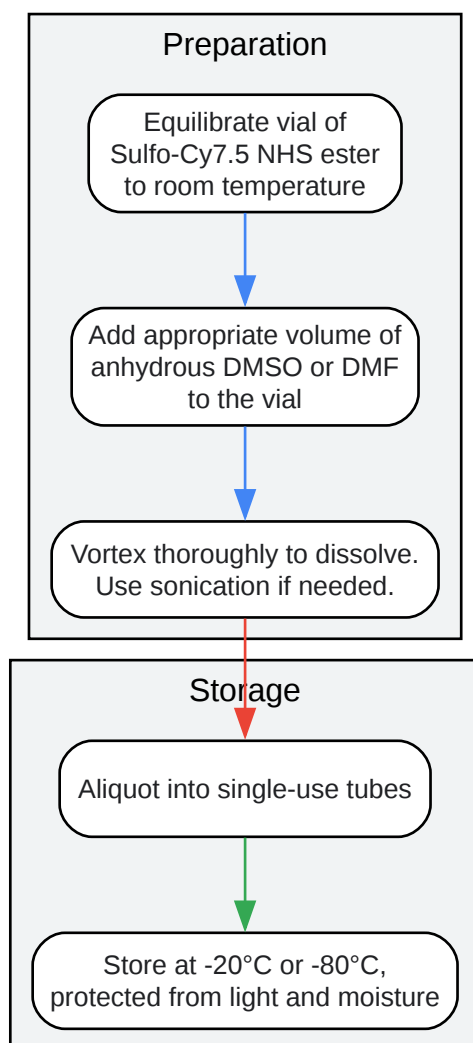 Preparation
Equilibrate vial of
Sulfo-Cy7.5 NHS ester
to room temperature
Add appropriate volume of
anhydrous DMSO or DMF
to the vial
Vortex thoroughly to dissolve.
Use sonication if needed.
Storage
Aliquot into single-use tubes
Store at -20°C or -80°C,
protected from light and moisture